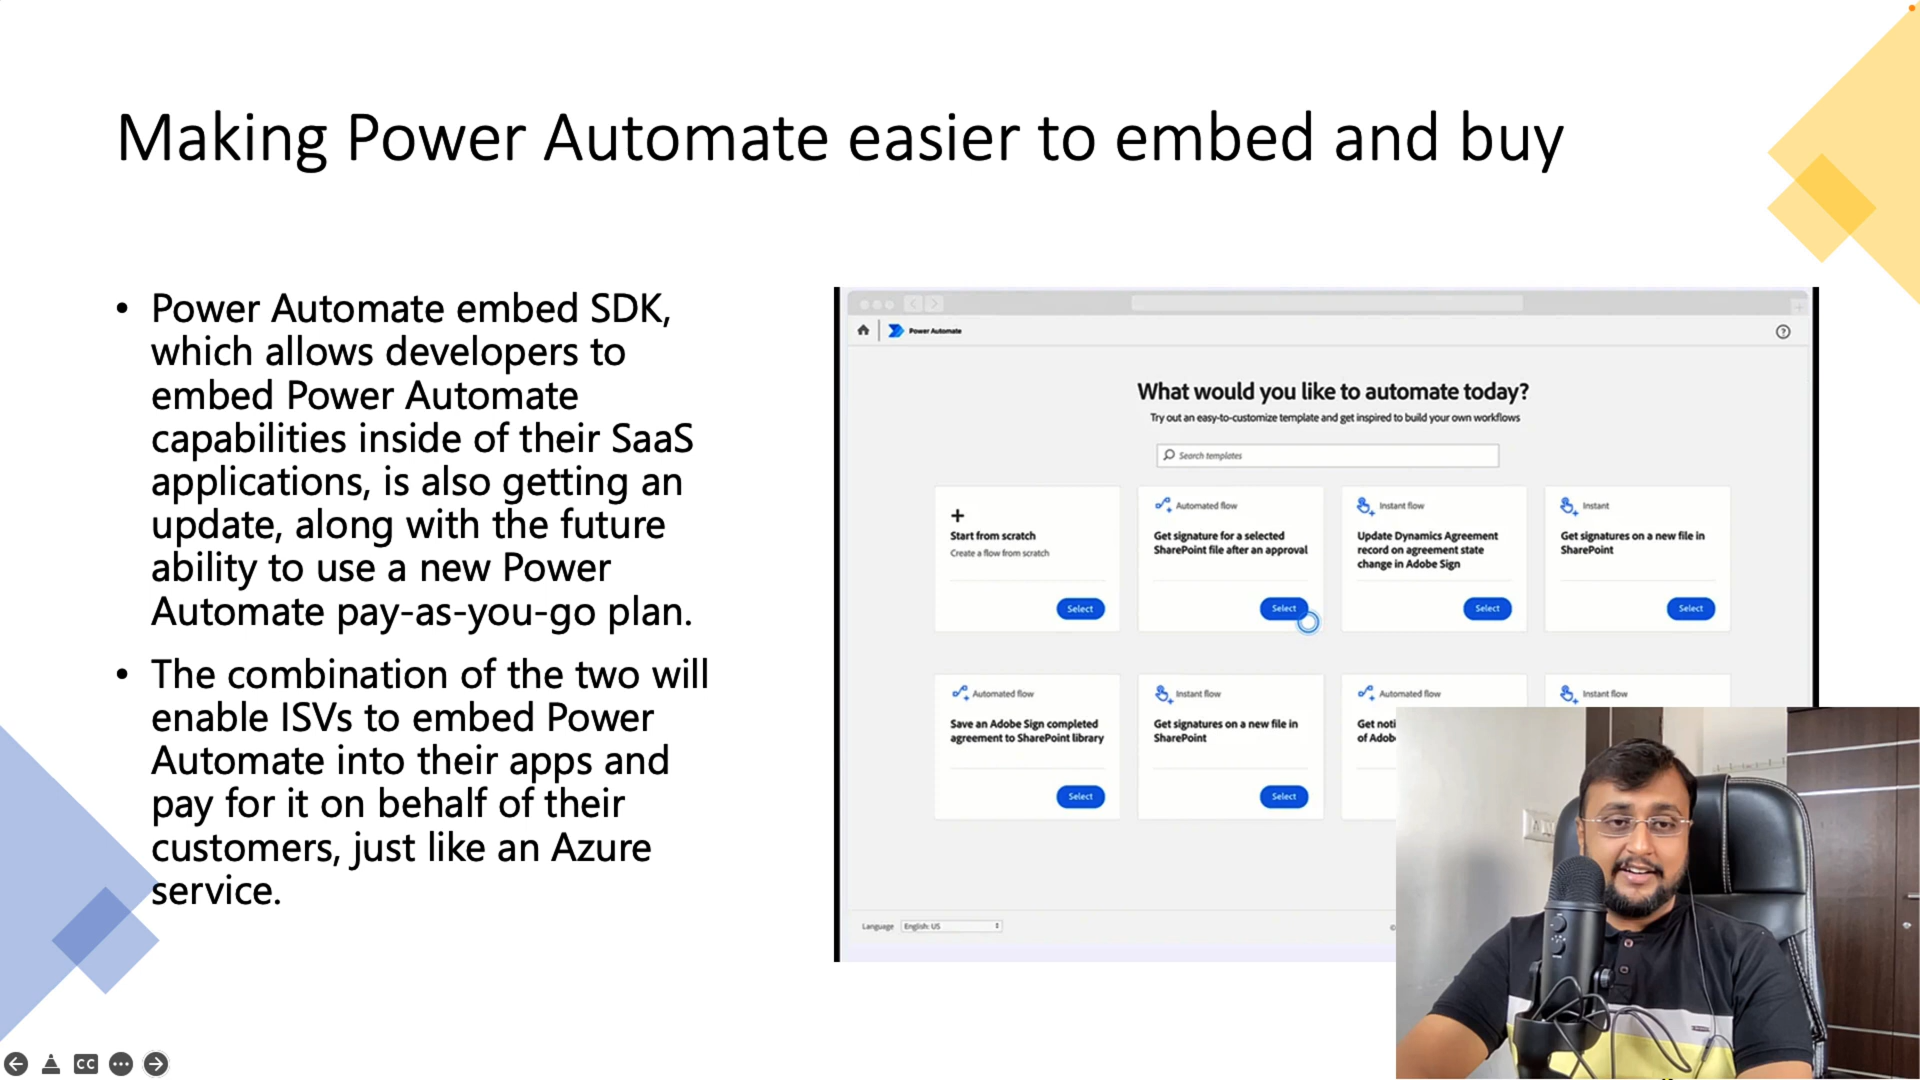 Making Power Automate easier to embed and buy
• Power Automate embed SDK,
which allows developers to
embed Power Automate
capabilities inside of their SaaS
applications, is also getting an
update, along with the future
ability to use a new Power
Automate pay-as-you-go plan.
• The combination of the two will
enable ISVs to embed Power
Automate into their apps and
pay for it on behalf of their
customers, just like an Azure
service.
Power Automate
What would you like to automate today?
Try out an easy-to-customize template and get inspired to build your own workflows
Search templates
Start from scratch
Create a flow from scratch
Select
Automated flow
Get signature for a selected
SharePoint file after an approval
Select
Instant flow
Update Dynamics Agreement
record on agreement state
change in Adobe Sign
Select
Instant
Get signatures on a new file in
SharePoint
Select
Automated flow
Save an Adobe Sign completed
agreement to SharePoint library
Select
Instant flow
Get signatures on a new file in
SharePoint
Select
Automated flow
Get noti
of Adob
Instant flow
Language
English: US
CC